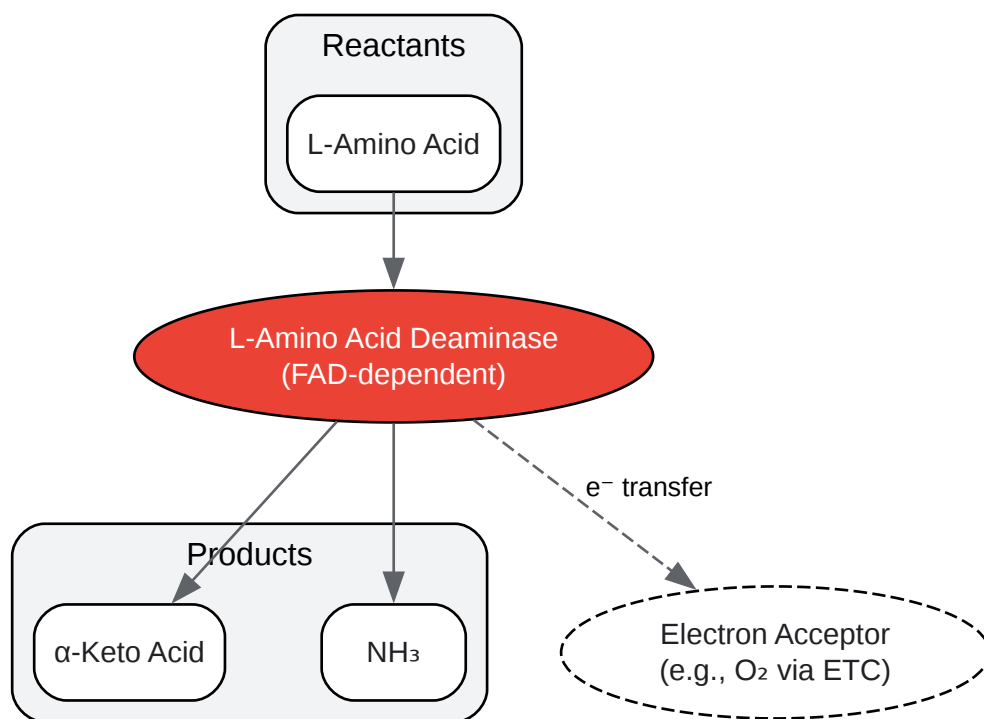 Reactants
L-Amino Acid
L-Amino Acid Deaminase
(FAD-dependent)
e⁻ transfer
Products
α-Keto Acid
NH₃
Electron Acceptor
(e.g., O₂ via ETC)